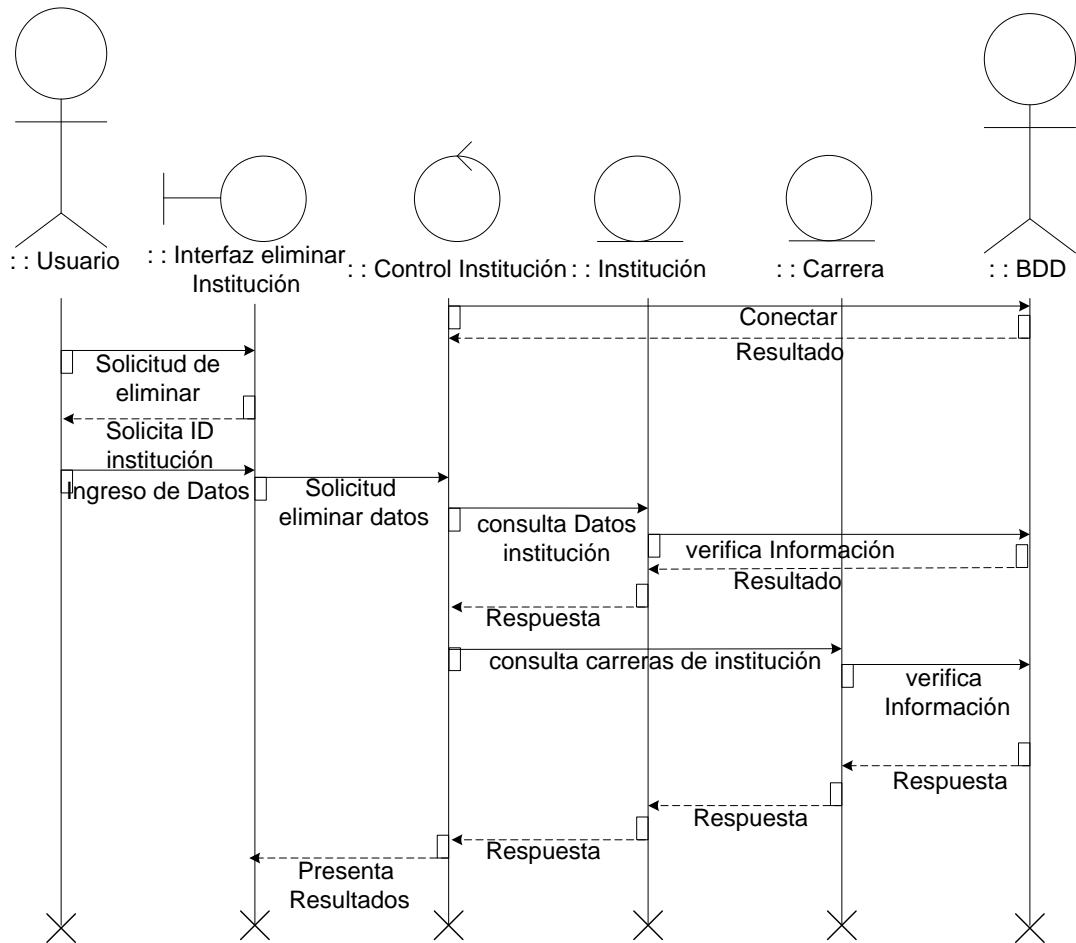 : : Usuario
: : Interfaz eliminar
Institución
: : Control Institución
: : Institución
: : Carrera
: : BDD
Conectar
Resultado
Solicitud de
eliminar
Solicita ID
institución
Ingreso de Datos
Solicitud
eliminar datos
consulta Datos
institución
verifica Información
Resultado
Respuesta
consulta carreras de institución
verifica
Información
Respuesta
Respuesta
Respuesta
Presenta
Resultados